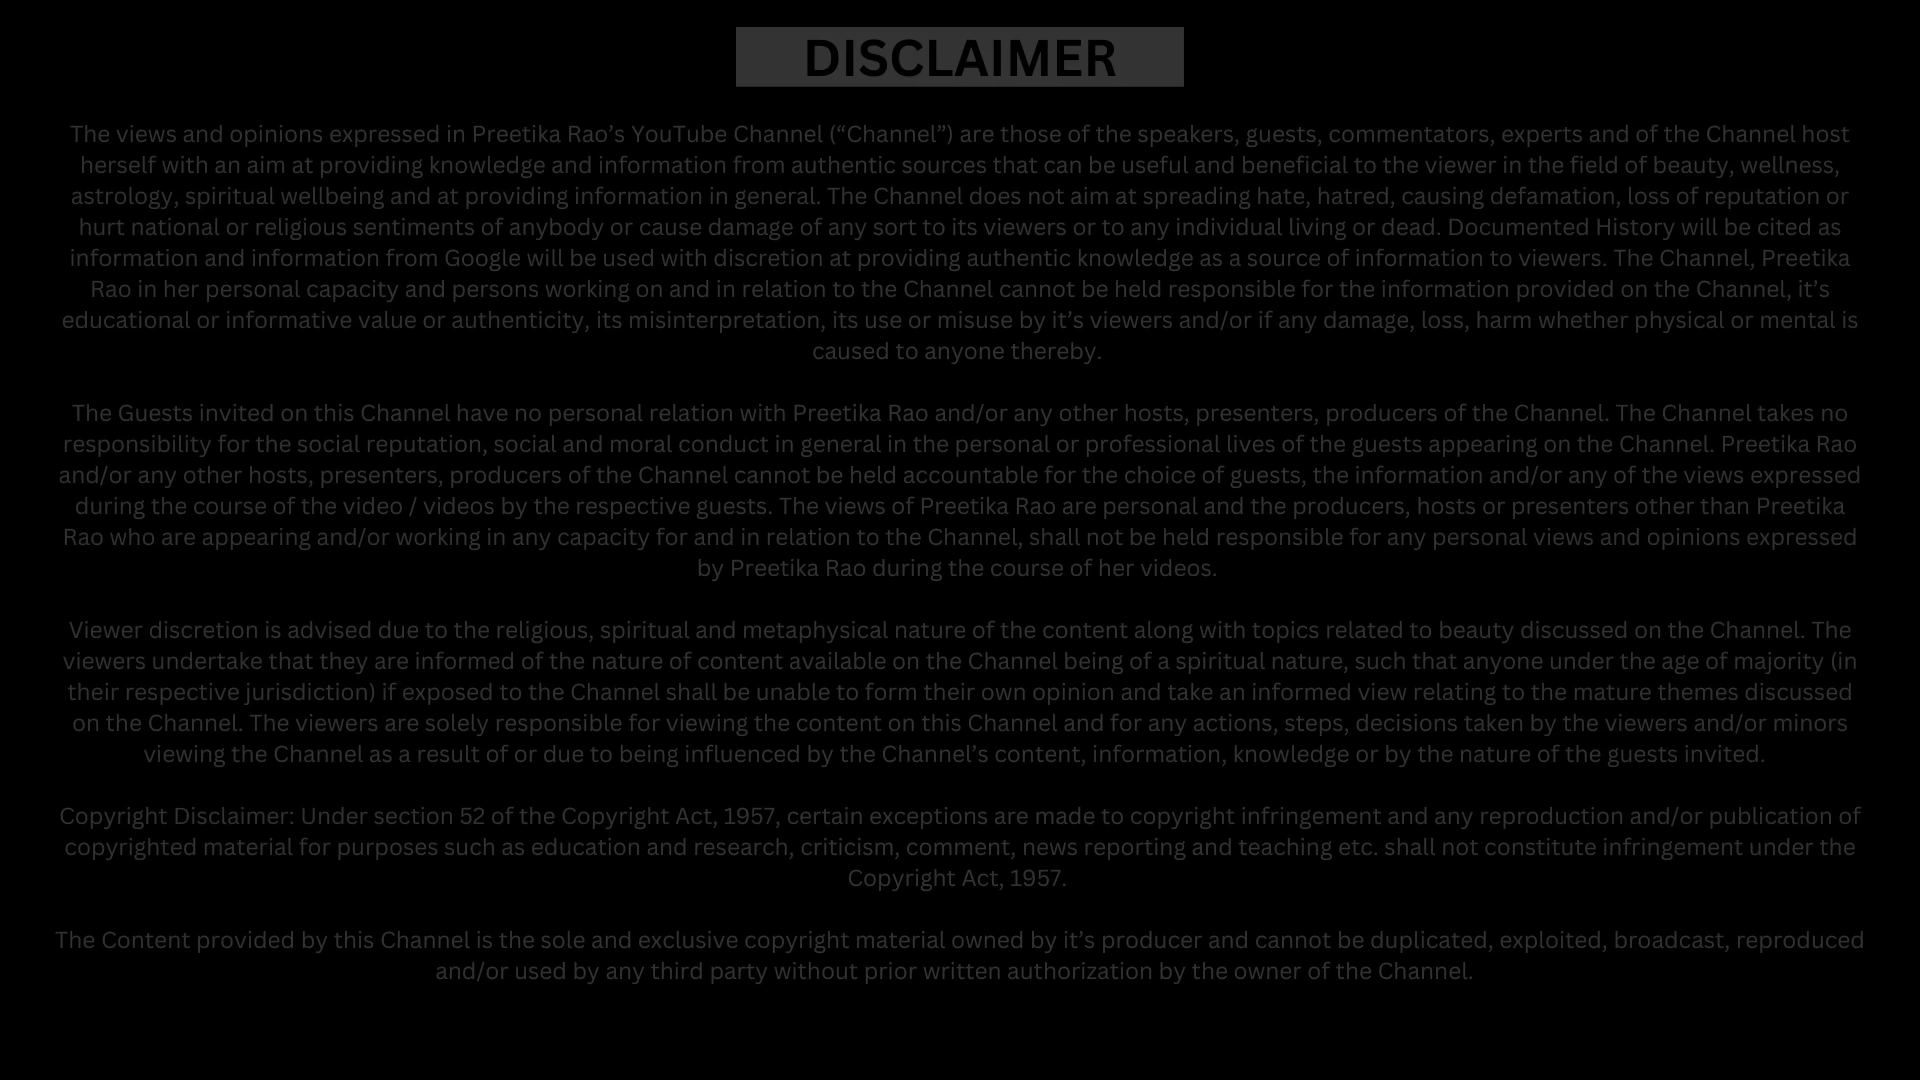 DISCLAIMER
The views and opinions expressed in Preetika Rao’s YouTube Channel (“Channel”) are those of the speakers, guests, commentators, experts and of the Channel host
herself with an aim at providing knowledge and information from authentic sources that can be useful and beneficial to the viewer in the field of beauty, wellness,
astrology, spiritual wellbeing and at providing information in general. The Channel does not aim at spreading hate, hatred, causing defamation, loss of reputation or
hurt national or religious sentiments of anybody or cause damage of any sort to its viewers or to any individual living or dead. Documented History will be cited as
information and information from Google will be used with discretion at providing authentic knowledge as a source of information to viewers. The Channel, Preetika
Rao in her personal capacity and persons working on and in relation to the Channel cannot be held responsible for the information provided on the Channel, it’s
educational or informative value or authenticity, its misinterpretation, its use or misuse by it’s viewers and/or if any damage, loss, harm whether physical or mental is
caused to anyone thereby.
The Guests invited on this Channel have no personal relation with Preetika Rao and/or any other hosts, presenters, producers of the Channel. The Channel takes no
responsibility for the social reputation, social and moral conduct in general in the personal or professional lives of the guests appearing on the Channel. Preetika Rao
and/or any other hosts, presenters, producers of the Channel cannot be held accountable for the choice of guests, the information and/or any of the views expressed
during the course of the video / videos by the respective guests. The views of Preetika Rao are personal and the producers, hosts or presenters other than Preetika
Rao who are appearing and/or working in any capacity for and in relation to the Channel, shall not be held responsible for any personal views and opinions expressed
by Preetika Rao during the course of her videos.
Viewer discretion is advised due to the religious, spiritual and metaphysical nature of the content along with topics related to beauty discussed on the Channel. The
viewers undertake that they are informed of the nature of content available on the Channel being of a spiritual nature, such that anyone under the age of majority (in
their respective jurisdiction) if exposed to the Channel shall be unable to form their own opinion and take an informed view relating to the mature themes discussed
on the Channel. The viewers are solely responsible for viewing the content on this Channel and for any actions, steps, decisions taken by the viewers and/or minors
viewing the Channel as a result of or due to being influenced by the Channel’s content, information, knowledge or by the nature of the guests invited.
Copyright Disclaimer: Under section 52 of the Copyright Act, 1957, certain exceptions are made to copyright infringement and any reproduction and/or publication of
copyrighted material for purposes such as education and research, criticism, comment, news reporting and teaching etc. shall not constitute infringement under the
Copyright Act, 1957.
The Content provided by this Channel is the sole and exclusive copyright material owned by it’s producer and cannot be duplicated, exploited, broadcast, reproduced
and/or used by any third party without prior written authorization by the owner of the Channel.